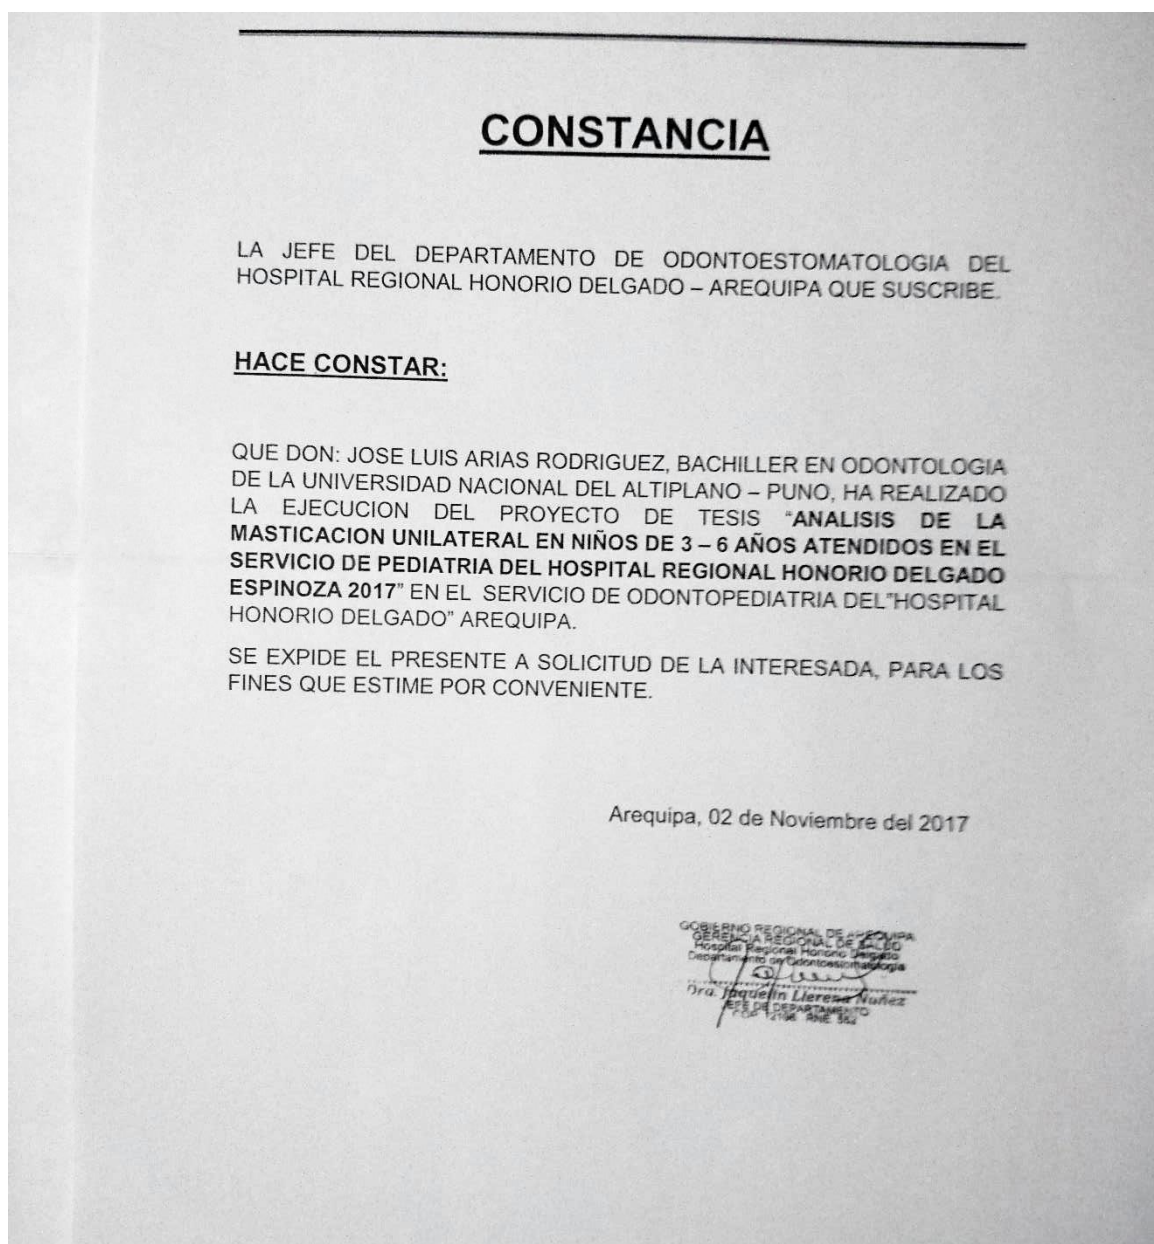 CONSTANCIA
LA JEFE DEL DEPARTAMENTO DE ODONTOESTOMATOLOGIA DEL
HOSPITAL REGIONAL HONORIO DELGADO – AREQUIPA QUE SUSCRIBE.
HACE CONSTAR:
QUE DON: JOSE LUIS ARIAS RODRIGUEZ, BACHILLER EN ODONTOLOGIA
DE LA UNIVERSIDAD NACIONAL DEL ALTIPLANO – PUNO, HA REALIZADO
LA EJECUCION DEL PROYECTO DE TESIS “ANALISIS DE LA
MASTICACION UNILATERAL EN NIÑOS DE 3 – 6 AÑOS ATENDIDOS EN EL
SERVICIO DE PEDIATRIA DEL HOSPITAL REGIONAL HONORIO DELGADO
ESPINOZA 2017” EN EL SERVICIO DE ODONTOPEDIATRIA DEL”HOSPITAL
HONORIO DELGADO” AREQUIPA.
SE EXPIDE EL PRESENTE A SOLICITUD DE LA INTERESADA, PARA LOS
FINES QUE ESTIME POR CONVENIENTE.
Arequipa, 02 de Noviembre del 2017
GOBIERNO REGIONAL DE AREQUIPA
GERENCIA REGIONAL DE SALUD
Hospital Regional Honorio Delgado
Departamento de Odontoestomatología
Dra. Jaquelin Llerena Nuñez
JEFE DE DEPARTAMENTO
COP RNE.